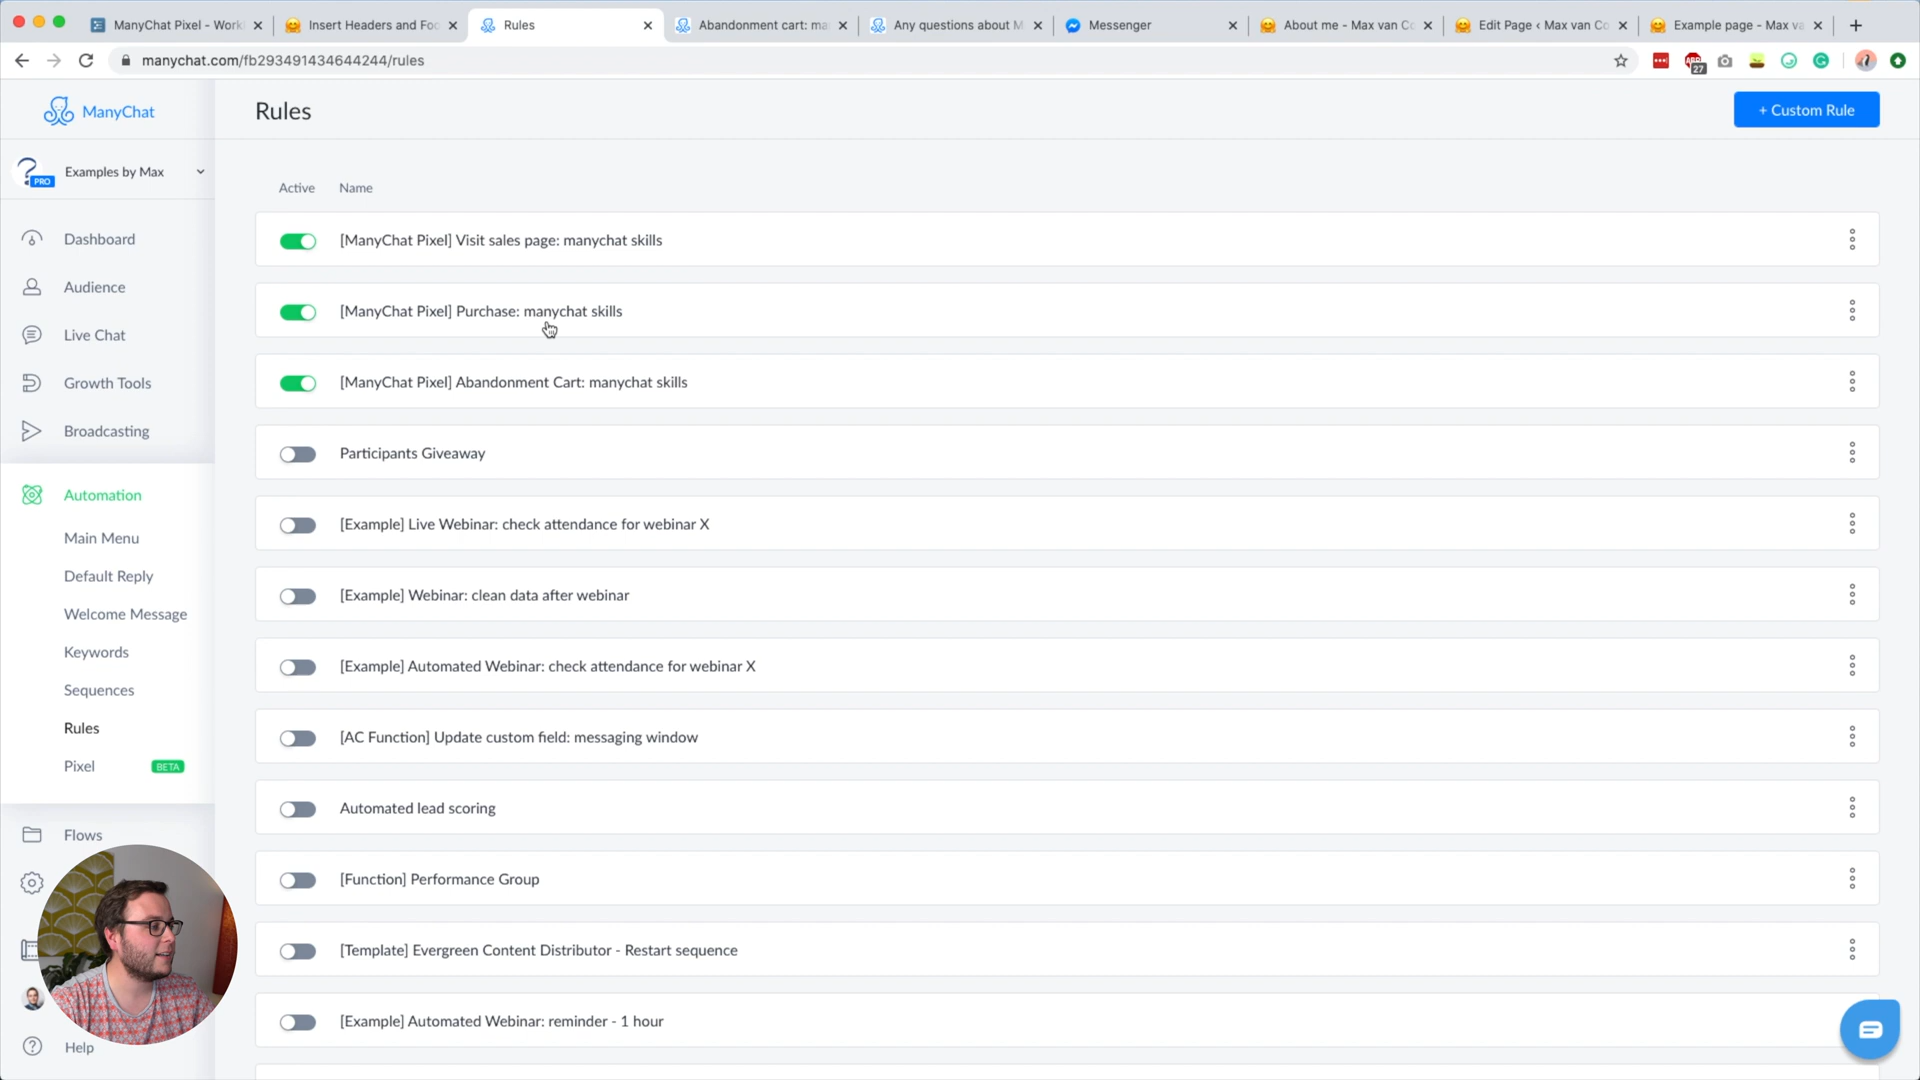 ManyChat Pixel - Work
Insert Headers and Foo
Rules
Abandonment cart: ma
Any questions about M
Messenger
About me - Max van Co
Edit Page ‹ Max van Co
Example page - Max va
manychat.com/fb293491434644244/rules
27
ManyChat
Rules
+ Custom Rule
PRO
Examples by Max
Active Name
[ManyChat Pixel] Visit sales page: manychat skills
Dashboard
Audience
[ManyChat Pixel] Purchase: manychat skills
Live Chat
Growth Tools
[ManyChat Pixel] Abandonment Cart: manychat skills
Broadcasting
Participants Giveaway
Automation
[Example] Live Webinar: check attendance for webinar X
Main Menu
Default Reply
[Example] Webinar: clean data after webinar
Welcome Message
Keywords
[Example] Automated Webinar: check attendance for webinar X
Sequences
Rules
[AC Function] Update custom field: messaging window
Pixel BETA
Automated lead scoring
Flows
[Function] Performance Group
[Template] Evergreen Content Distributor - Restart sequence
[Example] Automated Webinar: reminder - 1 hour
Help